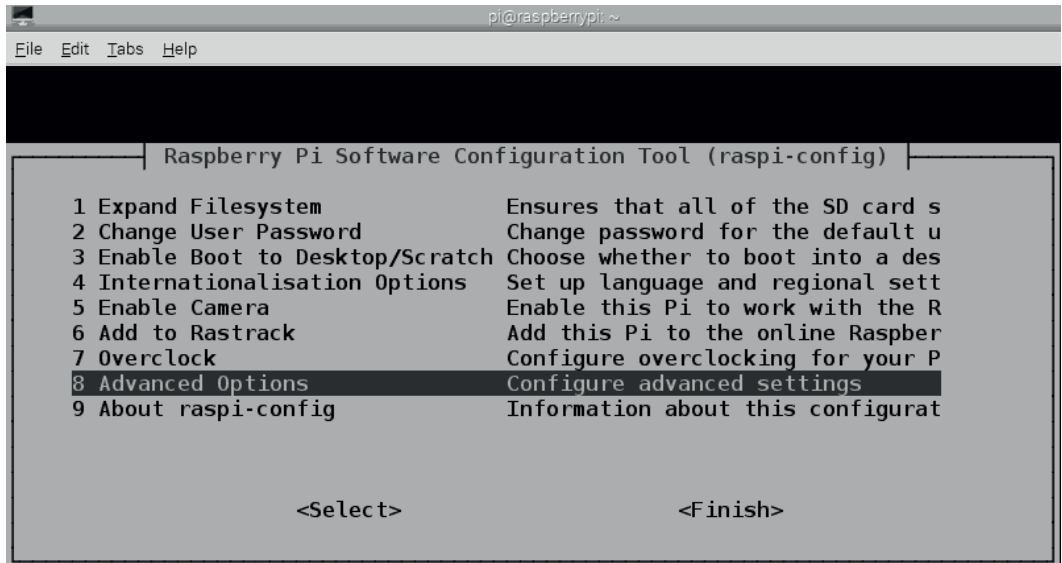 pi@raspberrypi: ~
File Edit Tabs Help
Raspberry Pi Software Configuration Tool (raspi-config)
1 Expand Filesystem Ensures that all of the SD card s
2 Change User Password Change password for the default u
3 Enable Boot to Desktop/Scratch Choose whether to boot into a des
4 Internationalisation Options Set up language and regional sett
5 Enable Camera Enable this Pi to work with the R
6 Add to Rastrack Add this Pi to the online Raspber
7 Overclock Configure overclocking for your P
8 Advanced Options Configure advanced settings
9 About raspi-config Information about this configurat
<Select> <Finish>